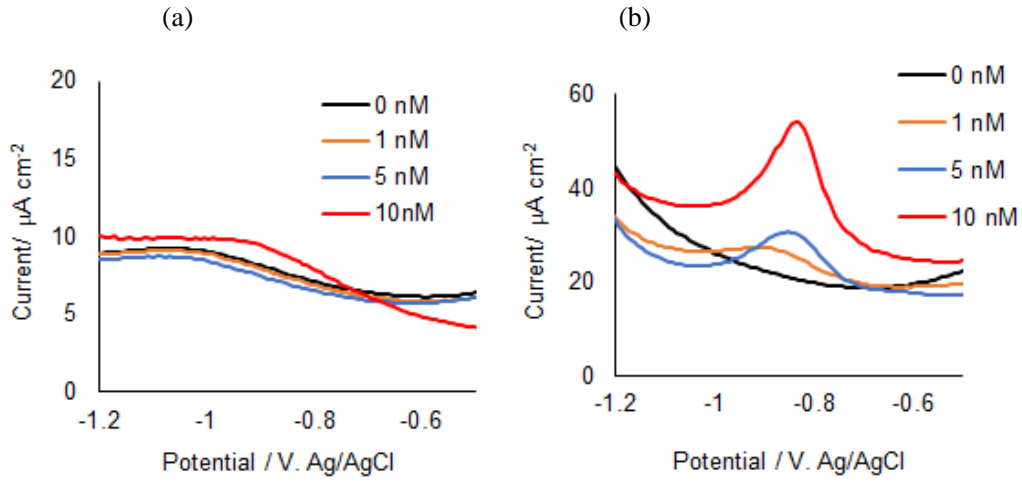 (a)
(b)
20
15
10
5
0
-1.2
-1
-0.8
-0.6
Current/ μA cm-2
Potential / V. Ag/AgCl
0 nM
1 nM
5 nM
10nM
60
40
20
0
-1.2
-1
-0.8
-0.6
Current/ μA cm-2
Potential / V. Ag/AgCl
0 nM
1 nM
5 nM
10 nM